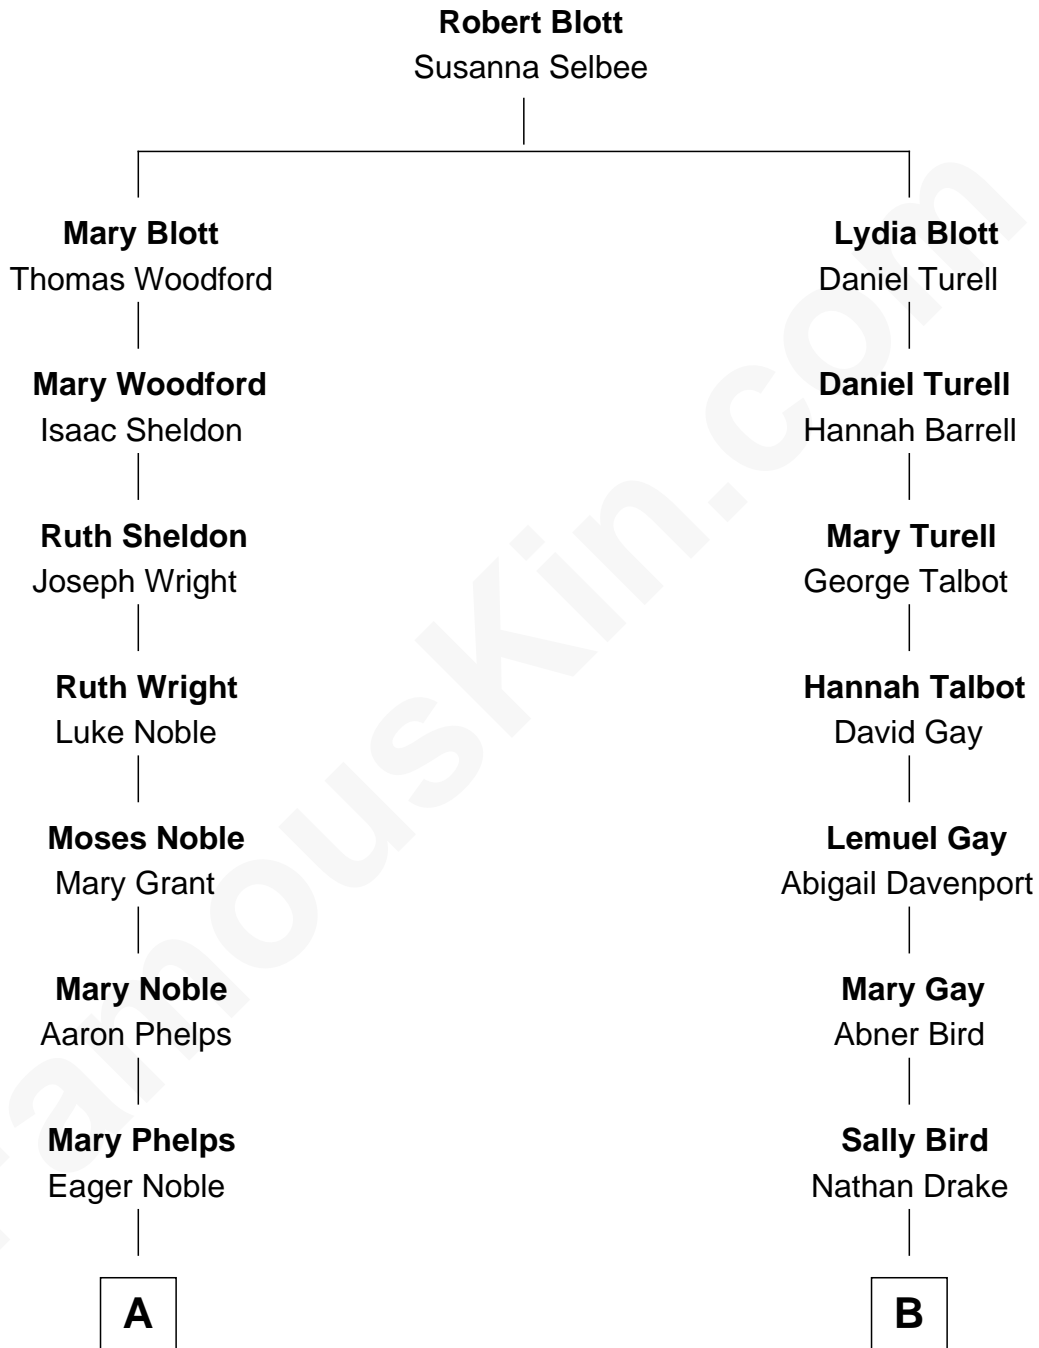 Robert Blott
Susanna Selbee
Mary Blott
Thomas Woodford
Lydia Blott
Daniel Turell
Mary Woodford
Isaac Sheldon
Daniel Turell
Hannah Barrell
Ruth Sheldon
Joseph Wright
Mary Turell
George Talbot
Ruth Wright
Luke Noble
Hannah Talbot
David Gay
Moses Noble
Mary Grant
Lemuel Gay
Abigail Davenport
Mary Noble
Aaron Phelps
Mary Gay
Abner Bird
Mary Phelps
Eager Noble
Sally Bird
Nathan Drake
A
B
FamousKin.com